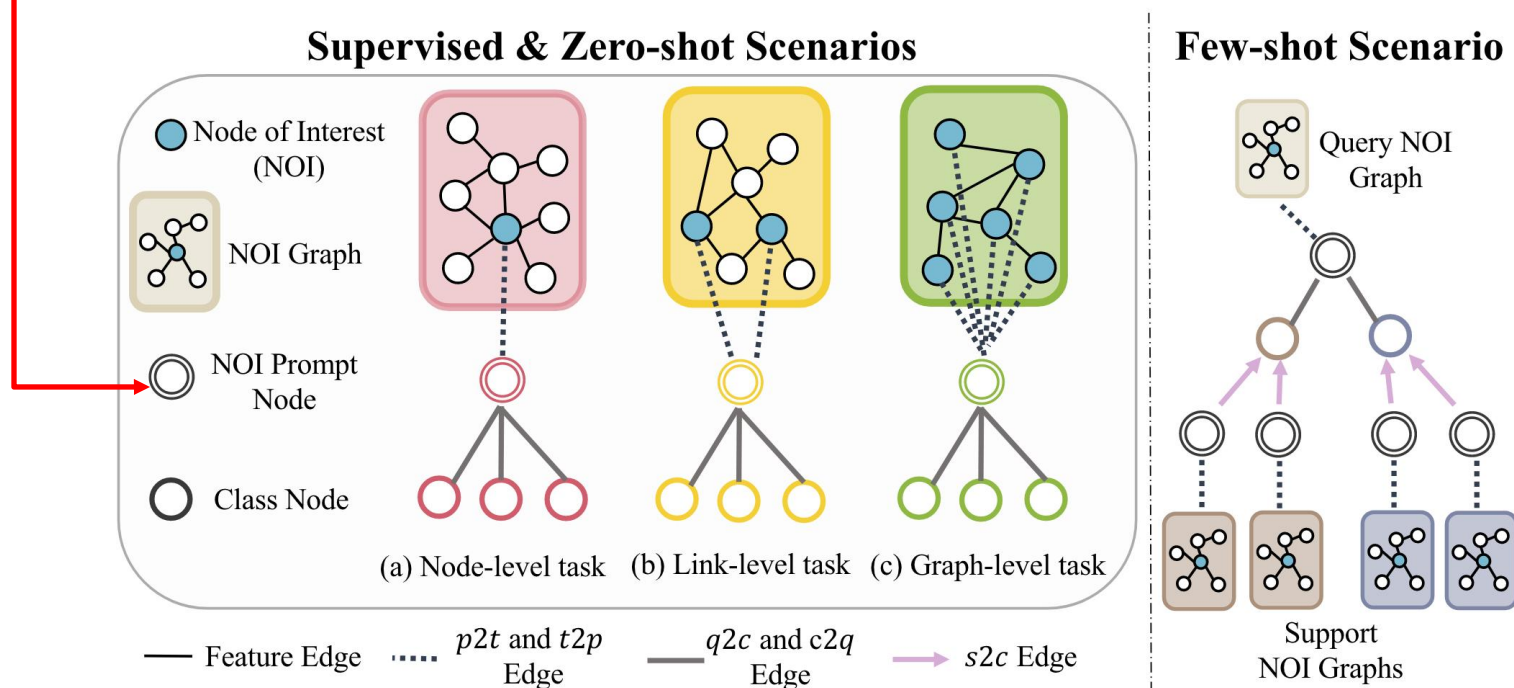 Supervised & Zero-shot Scenarios
Few-shot Scenario
Node of Interest
(NOI)
NOI Graph
NOI Prompt
Node
Class Node
(a) Node-level task
(b) Link-level task
(c) Graph-level task
Query NOI
Graph
Support
NOI Graphs
Feature Edge
p2t and t2p
Edge
q2c and c2q
Edge
s2c Edge